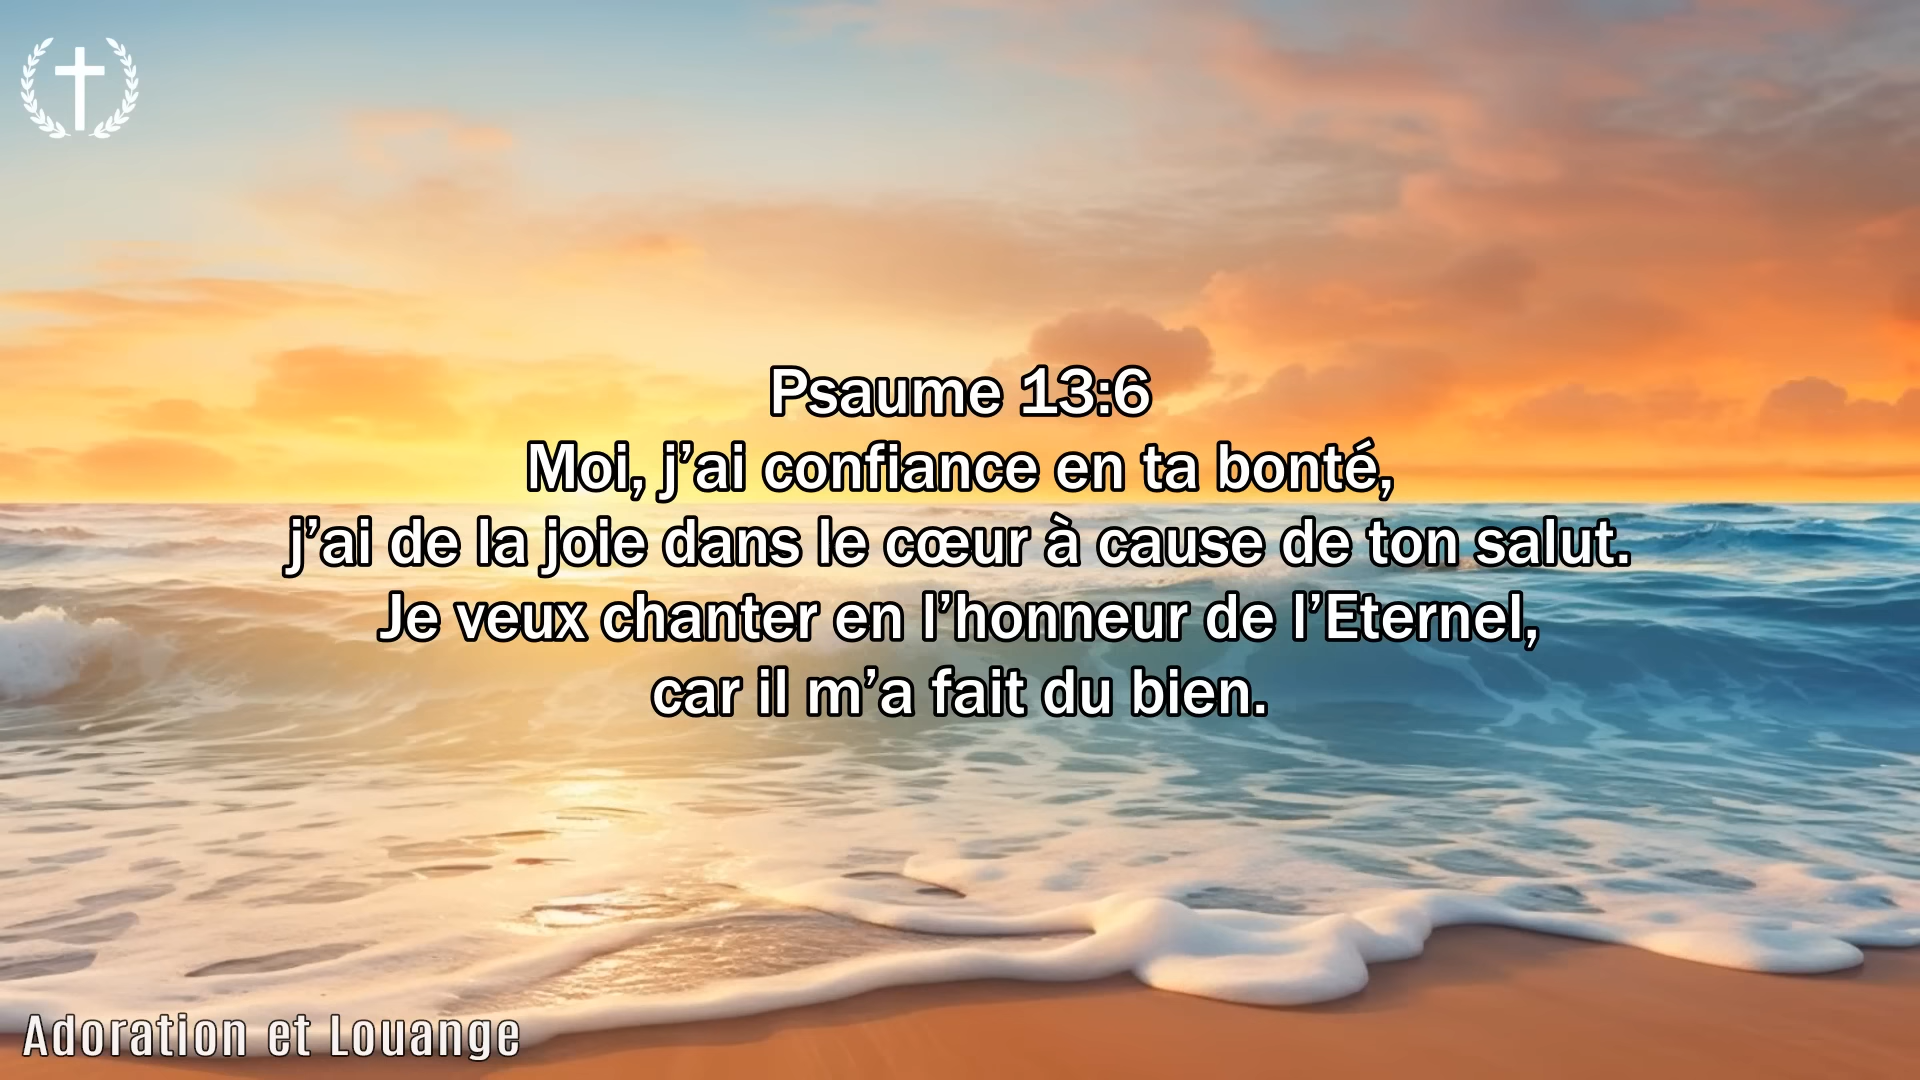 Psaume 13:6
Moi, j’ai confiance en ta bonté,
j’ai de la joie dans le cœur à cause de ton salut.
Je veux chanter en l’honneur de l’Eternel,
car il m’a fait du bien.
Adoration et Louange